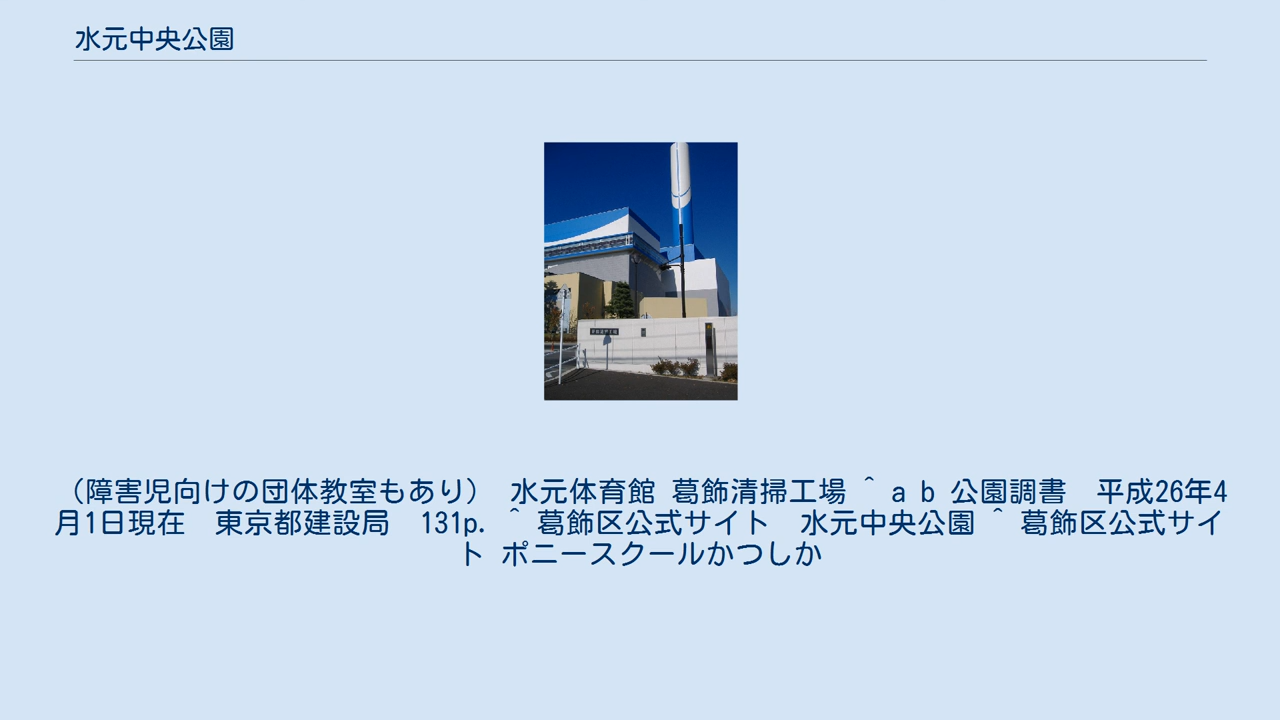 水元中央公園
（障害児向けの団体教室もあり） 水元体育館 葛飾清掃工場 ^ a b 公園調書　平成26年4
月1日現在　東京都建設局　131p. ^ 葛飾区公式サイト　水元中央公園 ^ 葛飾区公式サイ
ト ポニースクールかつしか